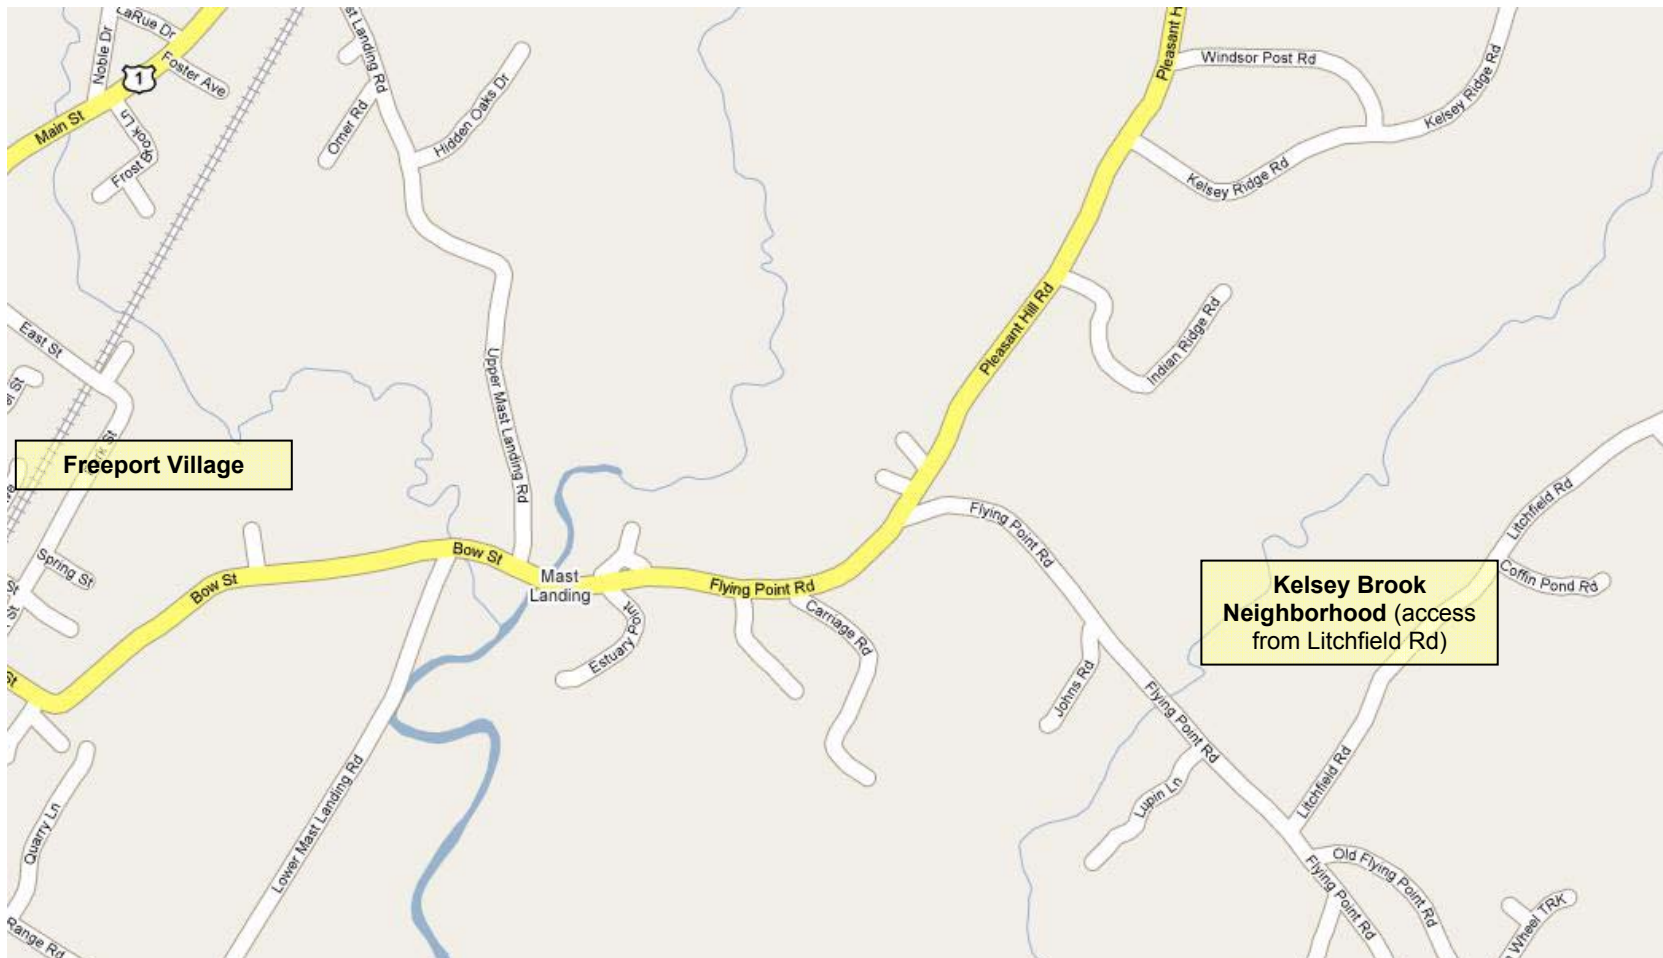 LaRue Dr
Noble Dr
Foster Ave
1
Main St
Frost Brook Ln
st Landing Rd
Omer Rd
Hidden Oaks Dr
Pleasant H
Windsor Post Rd
Kelsey Ridge Rd
Kelsey Ridge Rd
East St
Upper Mast Landing Rd
Pleasant Hill Rd
Indian Ridge Rd
Freeport Village
Spring St
St
St
Bow St
Bow St
Mast
Landing
Flying Point Rd
Flying Point Rd
Estuary Point
Carriage Rd
Johns Rd
Litchfield Rd
Coffin Pond Rd
Kelsey Brook
Neighborhood (access
from Litchfield Rd)
Flying Point Rd
Lupin Ln
Litchfield Rd
Quarry Ln
Lower Mast Landing Rd
Range Rd
Flying Point Rd
Old Flying Point Rd
Wheel TRK